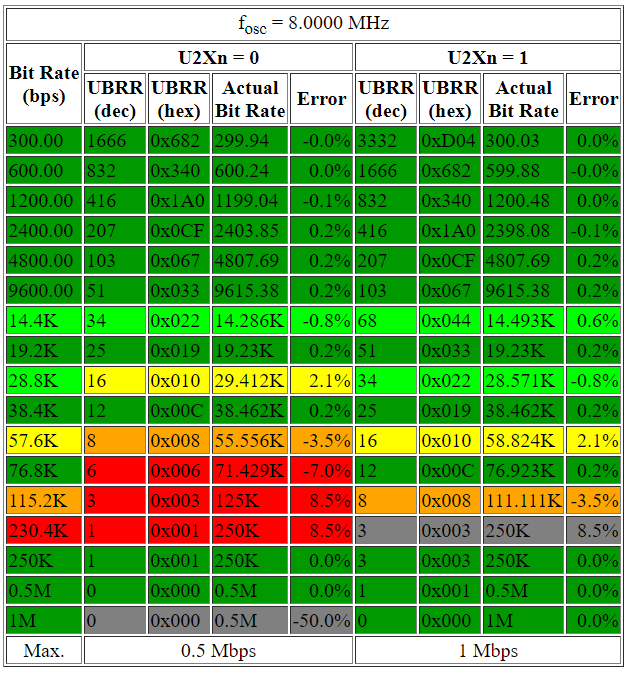 fosc = 8.0000 MHz
Bit Rate (bps) U2Xn = 0 U2Xn = 1
UBRR (dec) UBRR (hex) Actual Bit Rate Error UBRR (dec) UBRR (hex) Actual Bit Rate Error
300.00 1666 0x682 299.94 -0.0% 3332 0xD04 300.03 0.0%
600.00 832 0x340 600.24 0.0% 1666 0x682 599.88 -0.0%
1200.00 416 0x1A0 1199.04 -0.1% 832 0x340 1200.48 0.0%
2400.00 207 0x0CF 2403.85 0.2% 416 0x1A0 2398.08 -0.1%
4800.00 103 0x067 4807.69 0.2% 207 0x0CF 4807.69 0.2%
9600.00 51 0x033 9615.38 0.2% 103 0x067 9615.38 0.2%
14.4K 34 0x022 14.286K -0.8% 68 0x044 14.493K 0.6%
19.2K 25 0x019 19.23K 0.2% 51 0x033 19.23K 0.2%
28.8K 16 0x010 29.412K 2.1% 34 0x022 28.571K -0.8%
38.4K 12 0x00C 38.462K 0.2% 25 0x019 38.462K 0.2%
57.6K 8 0x008 55.556K -3.5% 16 0x010 58.824K 2.1%
76.8K 6 0x006 71.429K -7.0% 12 0x00C 76.923K 0.2%
115.2K 3 0x003 125K 8.5% 8 0x008 111.111K -3.5%
230.4K 1 0x001 250K 8.5% 3 0x003 250K 8.5%
250K 1 0x001 250K 0.0% 3 0x003 250K 0.0%
0.5M 0 0x000 0.5M 0.0% 1 0x001 0.5M 0.0%
1M 0 0x000 0.5M -50.0% 0 0x000 1M 0.0%
Max. 0.5 Mbps 1 Mbps